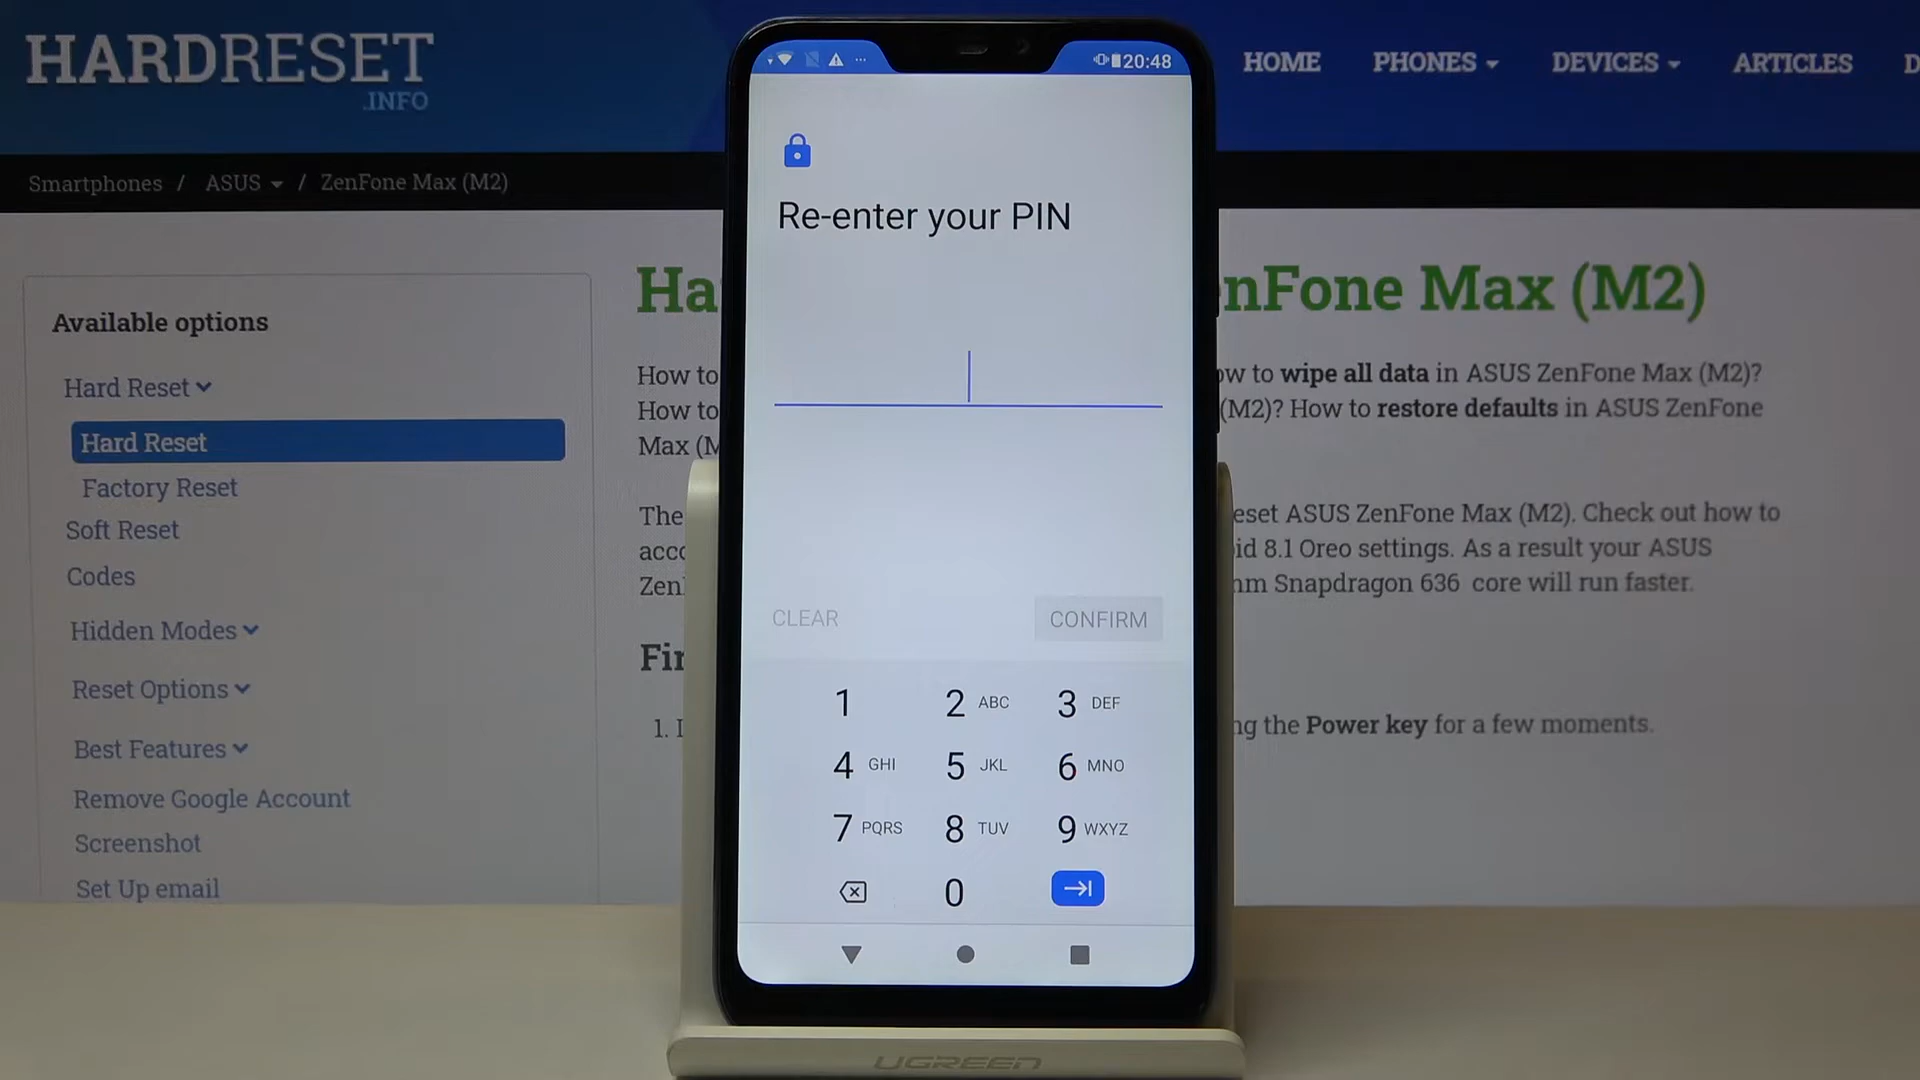 HARDRESET
.INFO
HOME PHONES DEVICES ARTICLES D
Smartphones / ASUS / ZenFone Max (M2)
Available options
Hard Reset
Hard Reset
Factory Reset
Soft Reset
Codes
Hidden Modes
Reset Options
Best Features
Remove Google Account
Screenshot
Set Up email
20:48
Re-enter your PIN
CLEAR CONFIRM
1 2 ABC 3 DEF
4 GHI 5 JKL 6 MNO
7 PQRS 8 TUV 9 WXYZ
0
Ha nFone Max (M2)
How to ow to wipe all data in ASUS ZenFone Max (M2)?
How to (M2)? How to restore defaults in ASUS ZenFone
Max (M
The eset ASUS ZenFone Max (M2). Check out how to
acc id 8.1 Oreo settings. As a result your ASUS
Zen nm Snapdragon 636 core will run faster.
Fir
1. ng the Power key for a few moments.
UGREEN